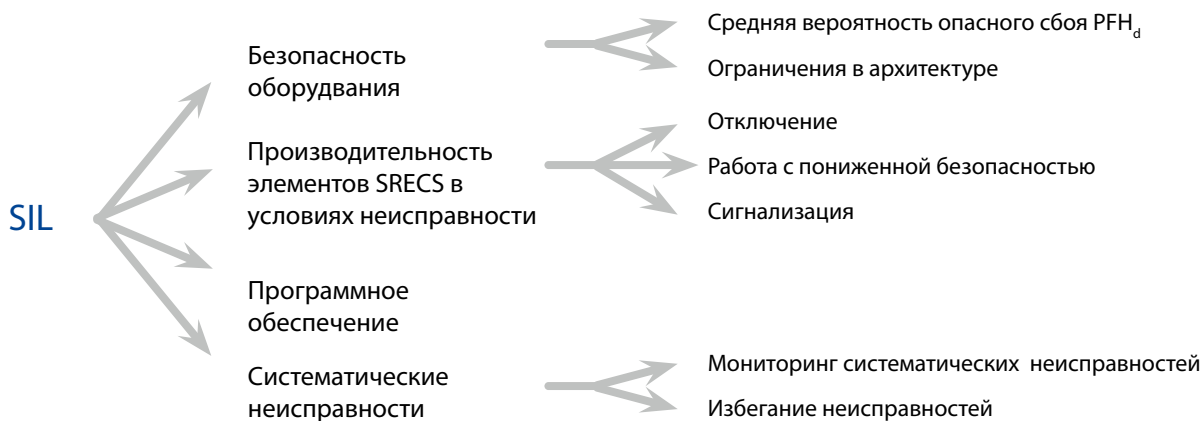 SIL
Безопасность
оборудвания
Средняя вероятность опасного сбоя PFHd
Ограничения в архитектуре
Производительность
элементов SRECS в
условиях неисправности
Отключение
Работа с пониженной безопасностью
Сигнализация
Программное
обеспечение
Систематические
неисправности
Мониторинг систематических неисправностей
Избегание неисправностей